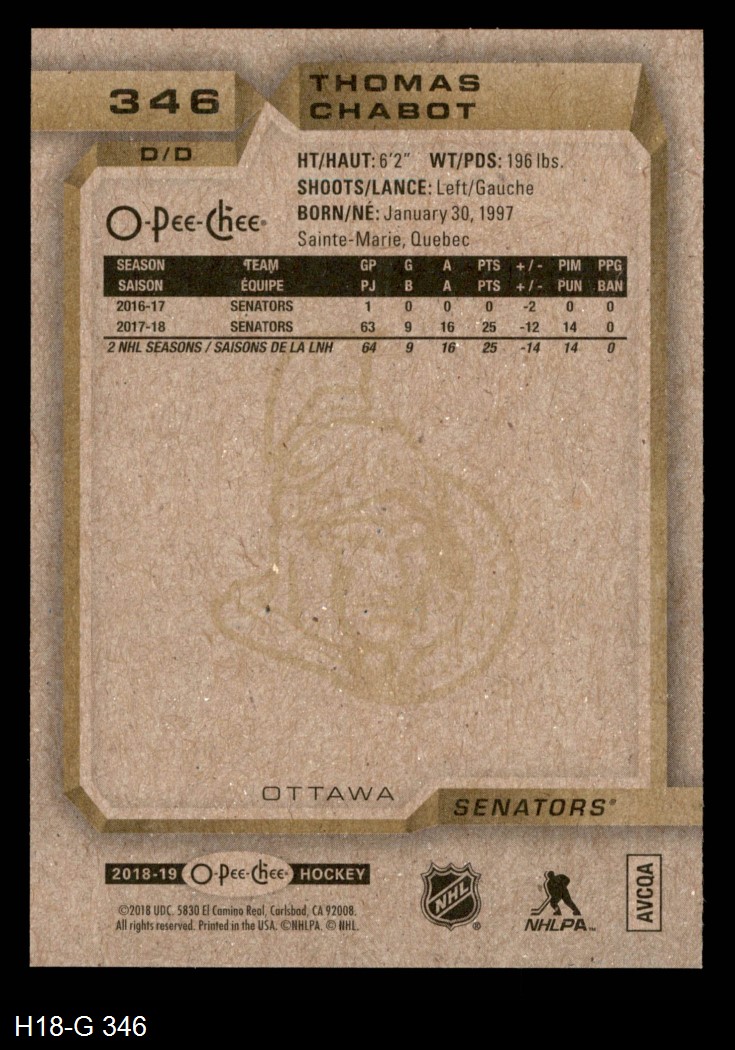 346
THOMAS
CHABOT
D/D
HT/HAUT: 6'2" WT/PDS: 196 lbs.
SHOOTS/LANCE: Left/Gauche
BORN/NÉ: January 30, 1997
Sainte-Marie, Quebec
O-Pee-Chee®
SEASON TEAM GP G A PTS +/- PIM PPG
SAISON ÉQUIPE PJ B A PTS +/- PUN BAN
2016-17 SENATORS 1 0 0 0 -2 0 0
2017-18 SENATORS 63 9 16 25 -12 14 0
2 NHL SEASONS / SAISONS DE LA LNH 64 9 16 25 -14 14 0
OTTAWA
SENATORS®
2018-19 O-Pee-Chee® HOCKEY
©2018 UDC. 5830 El Camino Real, Carlsbad, CA 92008.
All rights reserved. Printed in the USA. ©NHLPA. © NHL.
NHL®
NHLPA™
AVCQA
H18-G 346